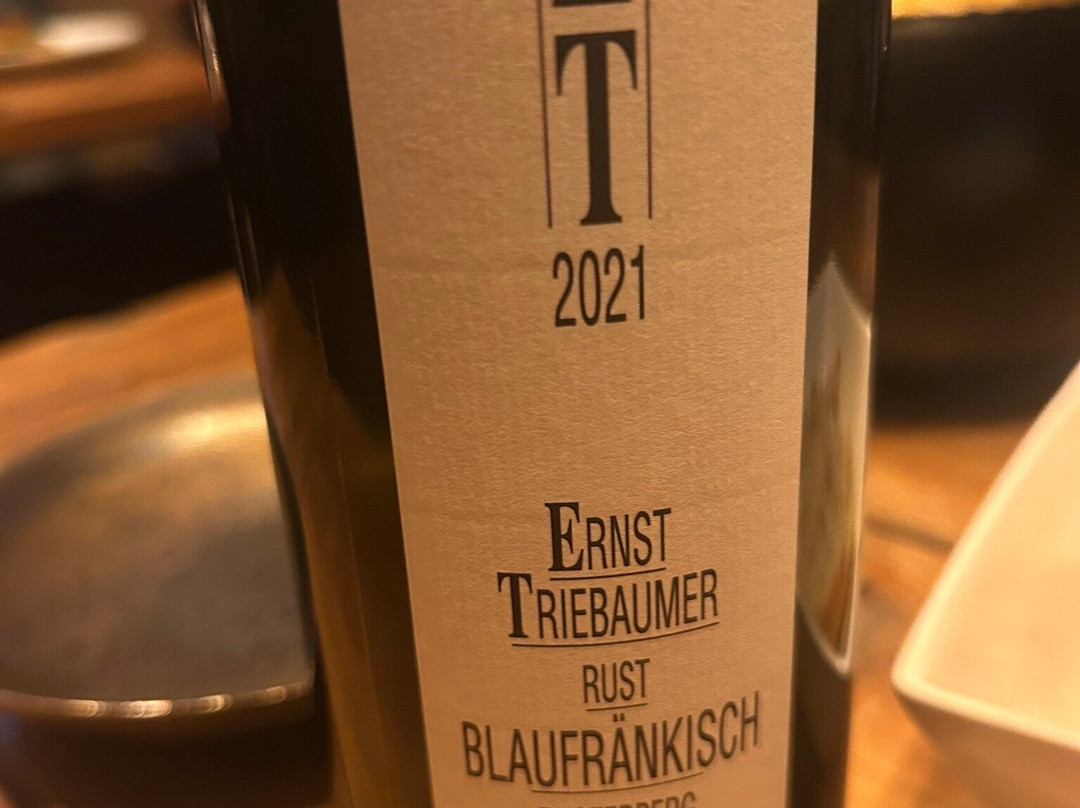 T
2021
ERNST
TRIEBAUMER
RUST
BLAUFRÄNKISCH